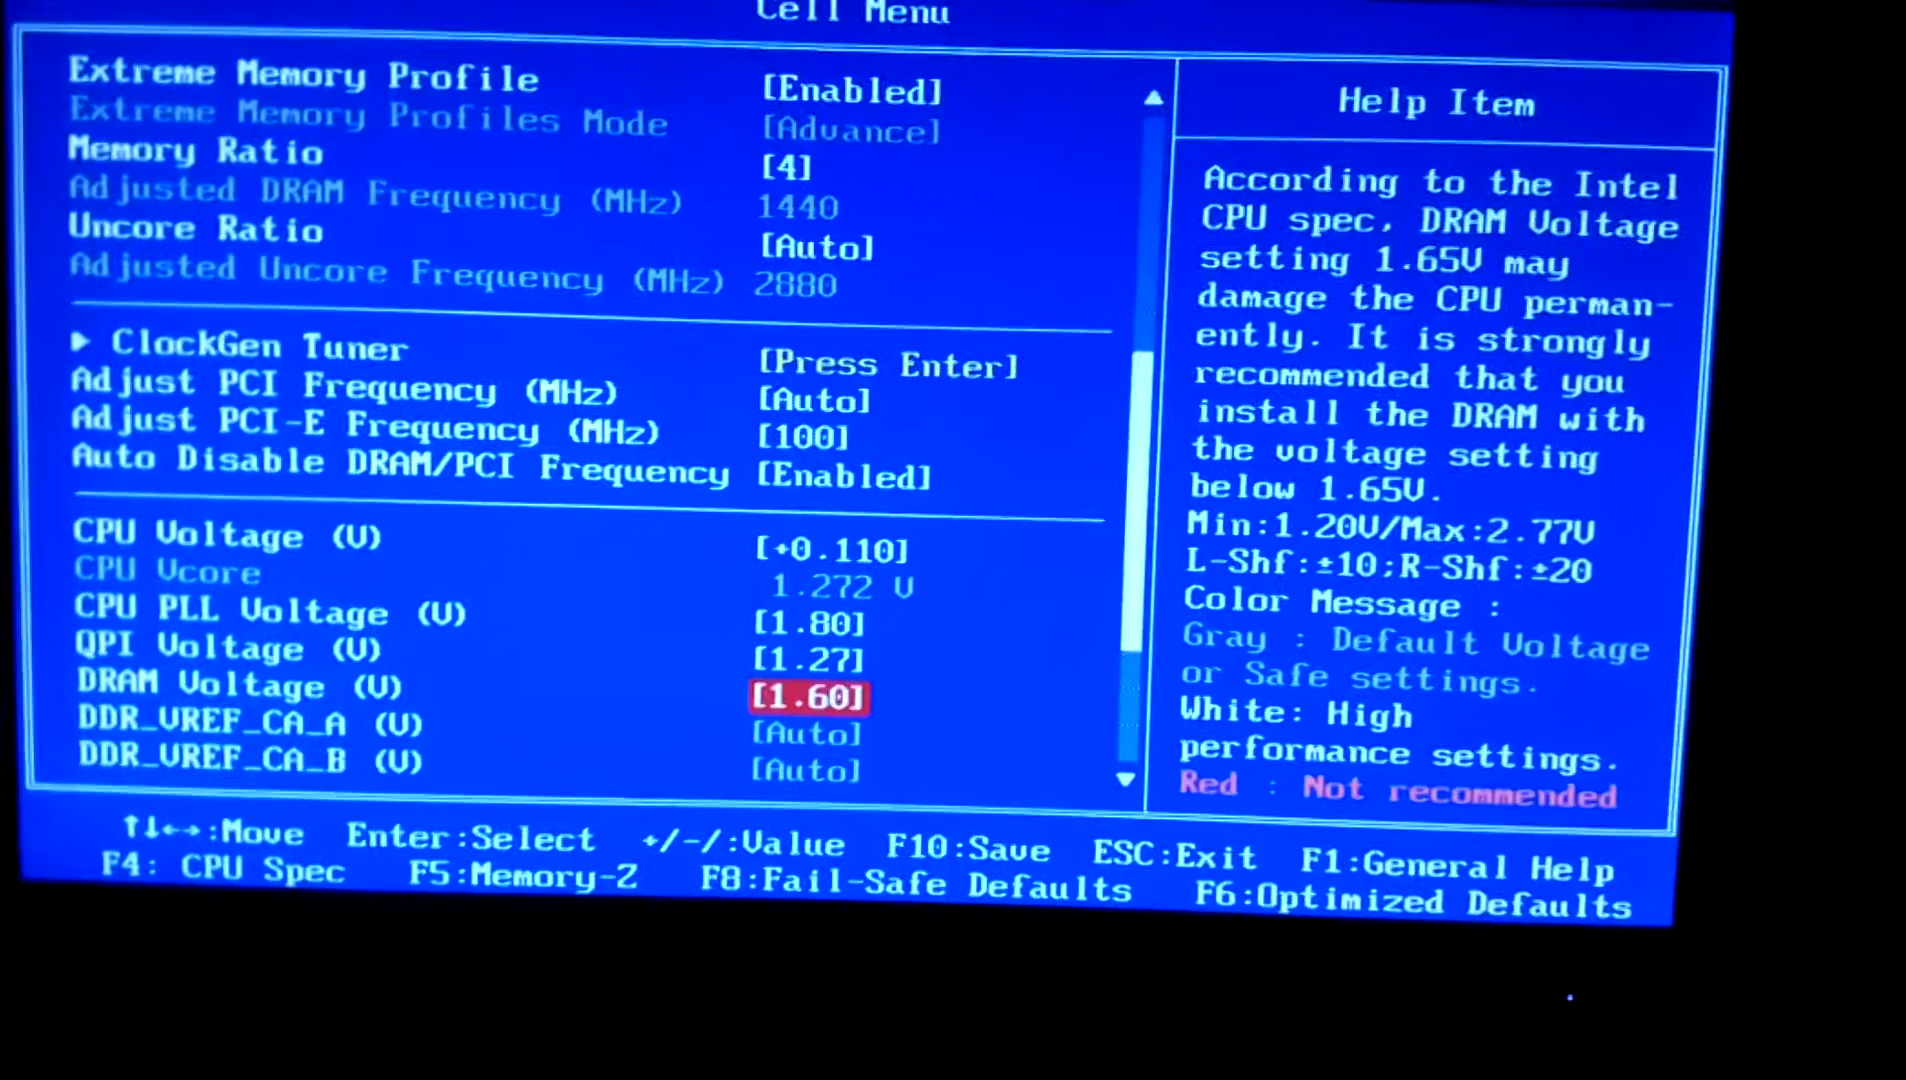 Cell Menu
Extreme Memory Profile [Enabled]
Extreme Memory Profiles Mode [Advance]
Memory Ratio [4]
Adjusted DRAM Frequency (MHz) 1440
Uncore Ratio [Auto]
Adjusted Uncore Frequency (MHz) 2880
ClockGen Tuner [Press Enter]
Adjust PCI Frequency (MHz) [Auto]
Adjust PCI-E Frequency (MHz) [100]
Auto Disable DRAM/PCI Frequency [Enabled]
CPU Voltage (V) [+0.110]
CPU Vcore 1.272 V
CPU PLL Voltage (V) [1.80]
QPI Voltage (V) [1.27]
DRAM Voltage (V) [1.60]
DDR_VREF_CA_A (V) [Auto]
DDR_VREF_CA_B (V) [Auto]
Help Item
According to the Intel
CPU spec, DRAM Voltage
setting 1.65V may
damage the CPU perman-
ently. It is strongly
recommended that you
install the DRAM with
the voltage setting
below 1.65V.
Min:1.20V/Max:2.77V
L-Shf:±10;R-Shf:±20
Color Message :
Gray : Default Voltage
or Safe settings.
White: High
performance settings.
Red : Not recommended
↑↓←→:Move Enter:Select +/-/:Value F10:Save ESC:Exit F1:General Help
F4: CPU Spec F5:Memory-Z F8:Fail-Safe Defaults F6:Optimized Defaults